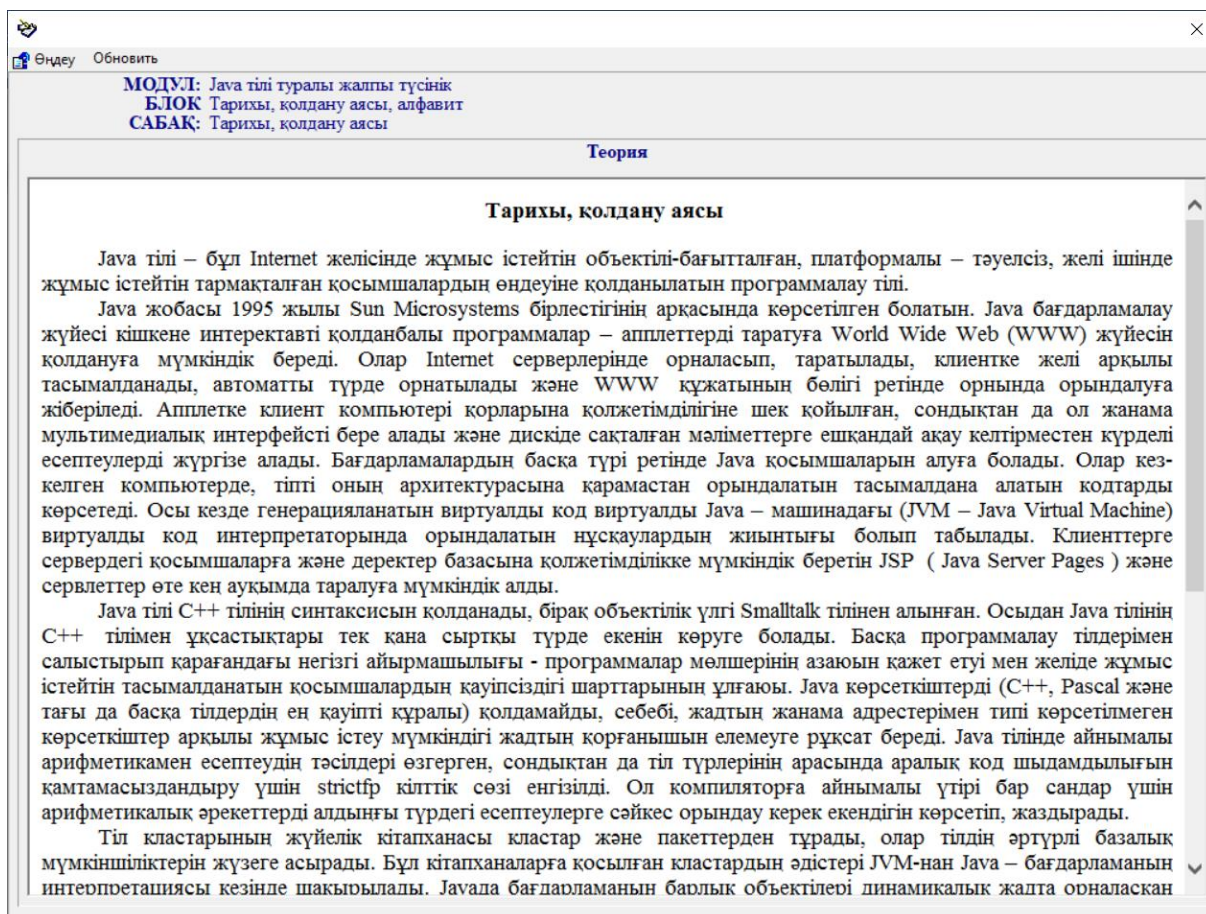 Өңдеу Обновить
МОДУЛ: Java тілі туралы жалпы түсінік
БЛОК Тарихы, қолдану аясы, алфавит
САБАҚ: Тарихы, қолдану аясы
Теория
Тарихы, қолдану аясы
Java тілі – бұл Internet желісінде жұмыс істейтін объектілі-бағытталған, платформалы – тәуелсіз, желі ішінде
жұмыс істейтін тармақталған қосымшалардың өңдеуіне қолданылатын программалау тілі.
Java жобасы 1995 жылы Sun Microsystems бірлестігінің арқасында көрсетілген болатын. Java бағдарламалау
жүйесі кішкене интеректавті қолданбалы программалар – апплеттерді таратуға World Wide Web (WWW) жүйесін
қолдануға мүмкіндік береді. Олар Internet серверлерінде орналасып, таратылады, клиентке желі арқылы
тасымалданады, автоматты түрде орнатылады және WWW құжатының бөлігі ретінде орнында орындалуға
жіберіледі. Апплетке клиент компьютері қорларына қолжетімділігіне шек қойылған, сондықтан да ол жанама
мультимедиалық интерфейсті бере алады және дискіде сақталған мәліметтерге ешқандай ақау келтірместен күрделі
есептеулерді жүргізе алады. Бағдарламалардың басқа түрі ретінде Java қосымшаларын алуға болады. Олар кез-
келген компьютерде, тіпті оның архитектурасына қарамастан орындалатын тасымалдана алатын кодтарды
көрсетеді. Осы кезде генерацияланатын виртуалды код виртуалды Java – машинадағы (JVM – Java Virtual Machine)
виртуалды код интерпретаторында орындалатын нұсқаулардың жиынтығы болып табылады. Клиенттерге
сервердегі қосымшаларға және деректер базасына қолжетімділікке мүмкіндік беретін JSP ( Java Server Pages ) және
сервлеттер өте кең ауқымда таралуға мүмкіндік алды.
Java тілі С++ тілінің синтаксисын қолданады, бірақ объектілік үлгі Smalltalk тілінен алынған. Осыдан Java тілінің
С++ тілімен ұқсастықтары тек қана сыртқы түрде екенін көруге болады. Басқа программалау тілдерімен
салыстырып қарағандағы негізгі айырмашылығы - программалар мөлшерінің азаюын қажет етуі мен желіде жұмыс
істейтін тасымалданатын қосымшалардың қауіпсіздігі шарттарының ұлғаюы. Java көрсеткіштерді (С++, Pascal және
тағы да басқа тілдердің ең қауіпті құралы) қолдамайды, себебі, жадтың жанама адрестерімен типі көрсетілмеген
көрсеткіштер арқылы жұмыс істеу мүмкіндігі жадтың қорғанышын елемеуге рұқсат береді. Java тілінде айнымалы
арифметикамен есептеудің тәсілдері өзгерген, сондықтан да тіл түрлерінің арасында аралық код шыдамдылығын
қамтамасыздандыру үшін strictfp кілттік сөзі енгізілді. Ол компиляторға айнымалы үтірі бар сандар үшін
арифметикалық әрекеттерді алдыңғы түрдегі есептеулерге сәйкес орындау керек екендігін көрсетіп, жаздырады.
Тіл кластарының жүйелік кітапханасы кластар және пакеттерден тұрады, олар тілдің әртүрлі базалық
мүмкіншіліктерін жүзеге асырады. Бұл кітапханаларға қосылған кластардың әдістері JVM-нан Java – бағдарламаның
интерпретациясы кезінде шақырылады. Javaда бағдарламаның барлық объектілері динамикалық жадта орналасқан